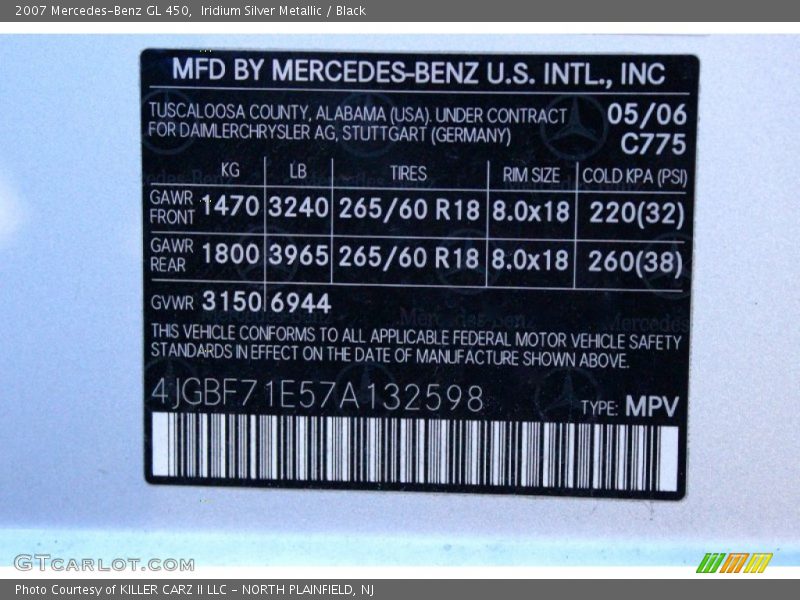 2007 Mercedes-Benz GL 450, Iridium Silver Metallic / Black
MFD BY MERCEDES-BENZ U.S. INTL., INC
TUSCALOOSA COUNTY, ALABAMA (USA). UNDER CONTRACT 05/06
FOR DAIMLERCHRYSLER AG, STUTTGART (GERMANY) C775
KG LB TIRES RIM SIZE COLD KPA (PSI)
GAWR FRONT 1470 3240 265/60 R18 8.0x18 220(32)
GAWR REAR 1800 3965 265/60 R18 8.0x18 260(38)
GVWR 3150 6944
THIS VEHICLE CONFORMS TO ALL APPLICABLE FEDERAL MOTOR VEHICLE SAFETY
STANDARDS IN EFFECT ON THE DATE OF MANUFACTURE SHOWN ABOVE.
4JGBF71E57A132598 TYPE: MPV
GTCARLOT.COM
Photo Courtesy of KILLER CARZ II LLC - NORTH PLAINFIELD, NJ